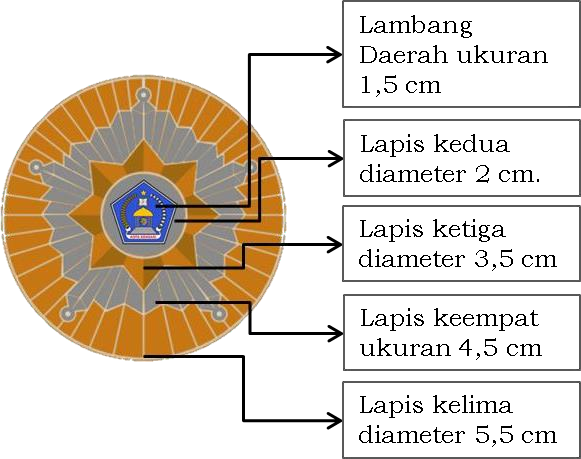 Lambang
Daerah ukuran
1,5 cm
Lapis kedua
diameter 2 cm.
Lapis ketiga
diameter 3,5 cm
Lapis keempat
ukuran 4,5 cm
Lapis kelima
diameter 5,5 cm